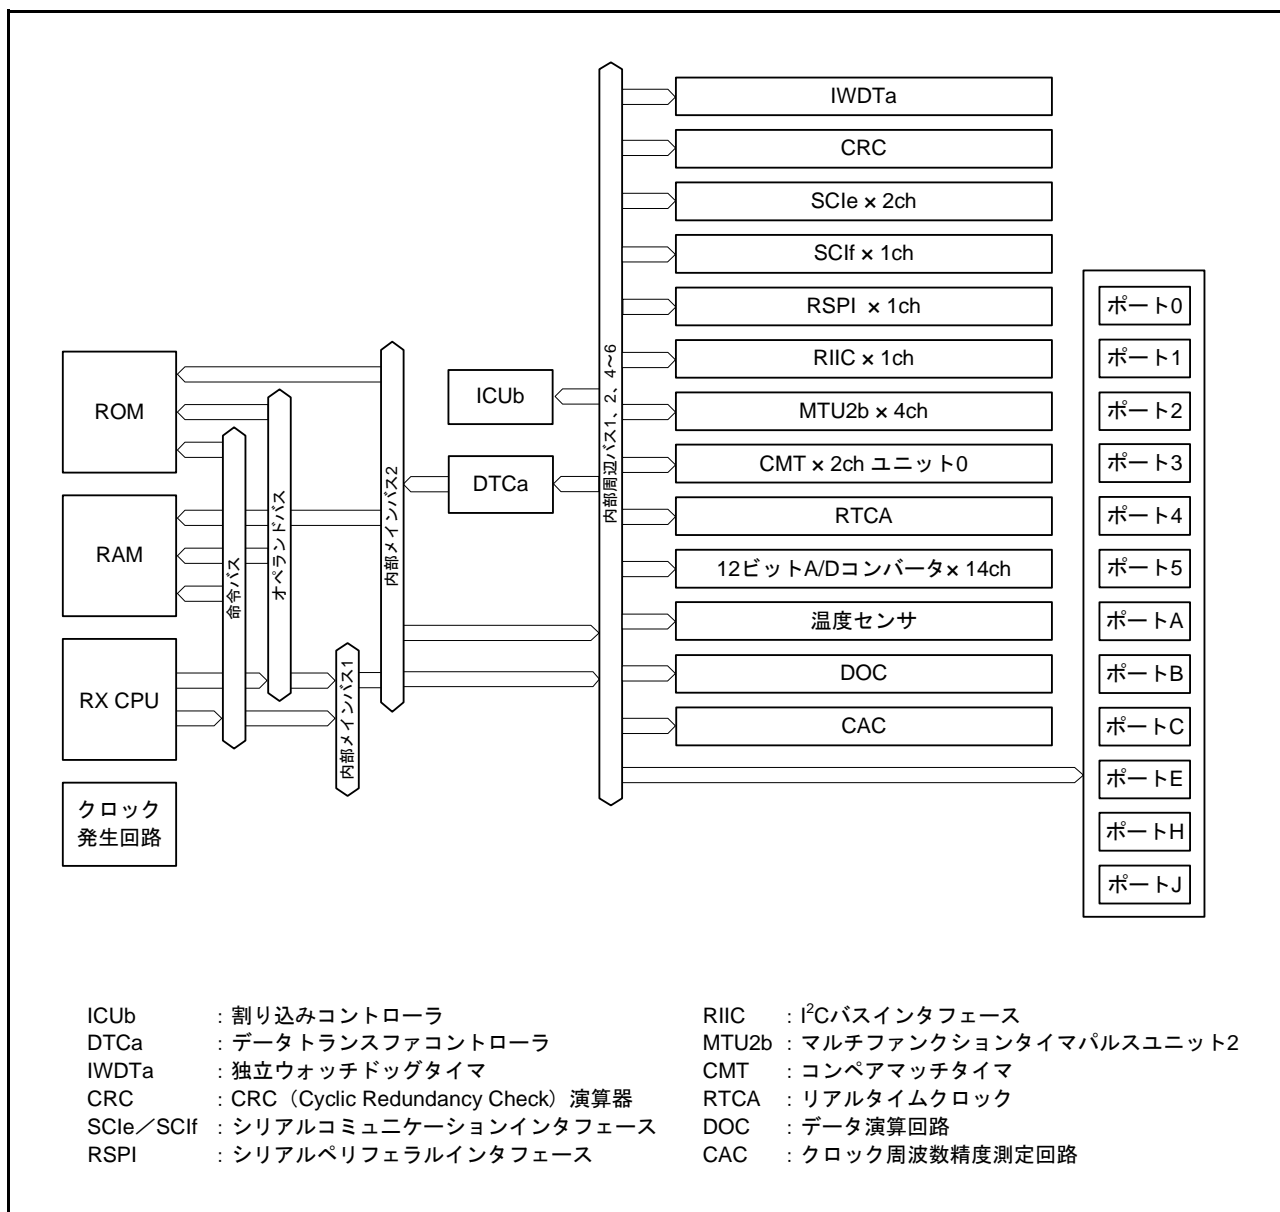 IWDTa
CRC
SCIe × 2ch
SCIf × 1ch
RSPI × 1ch
RIIC × 1ch
MTU2b × 4ch
CMT × 2ch ユニット0
RTCA
12ビットA/Dコンバータ× 14ch
温度センサ
DOC
CAC
ポート0
ポート1
ポート2
ポート3
ポート4
ポート5
ポートA
ポートB
ポートC
ポートE
ポートH
ポートJ
内部周辺バス1、2、4~6
ICUb
DTCa
内部メインバス2
内部メインバス1
オペランドバス
命令バス
ROM
RAM
RX CPU
クロック
発生回路
ICUb : 割り込みコントローラ
DTCa : データトランスファコントローラ
IWDTa : 独立ウォッチドッグタイマ
CRC : CRC(Cyclic Redundancy Check)演算器
SCIe/SCIf : シリアルコミュニケーションインタフェース
RSPI : シリアルペリフェラルインタフェース
RIIC : I²Cバスインタフェース
MTU2b : マルチファンクションタイマパルスユニット2
CMT : コンペアマッチタイマ
RTCA : リアルタイムクロック
DOC : データ演算回路
CAC : クロック周波数精度測定回路